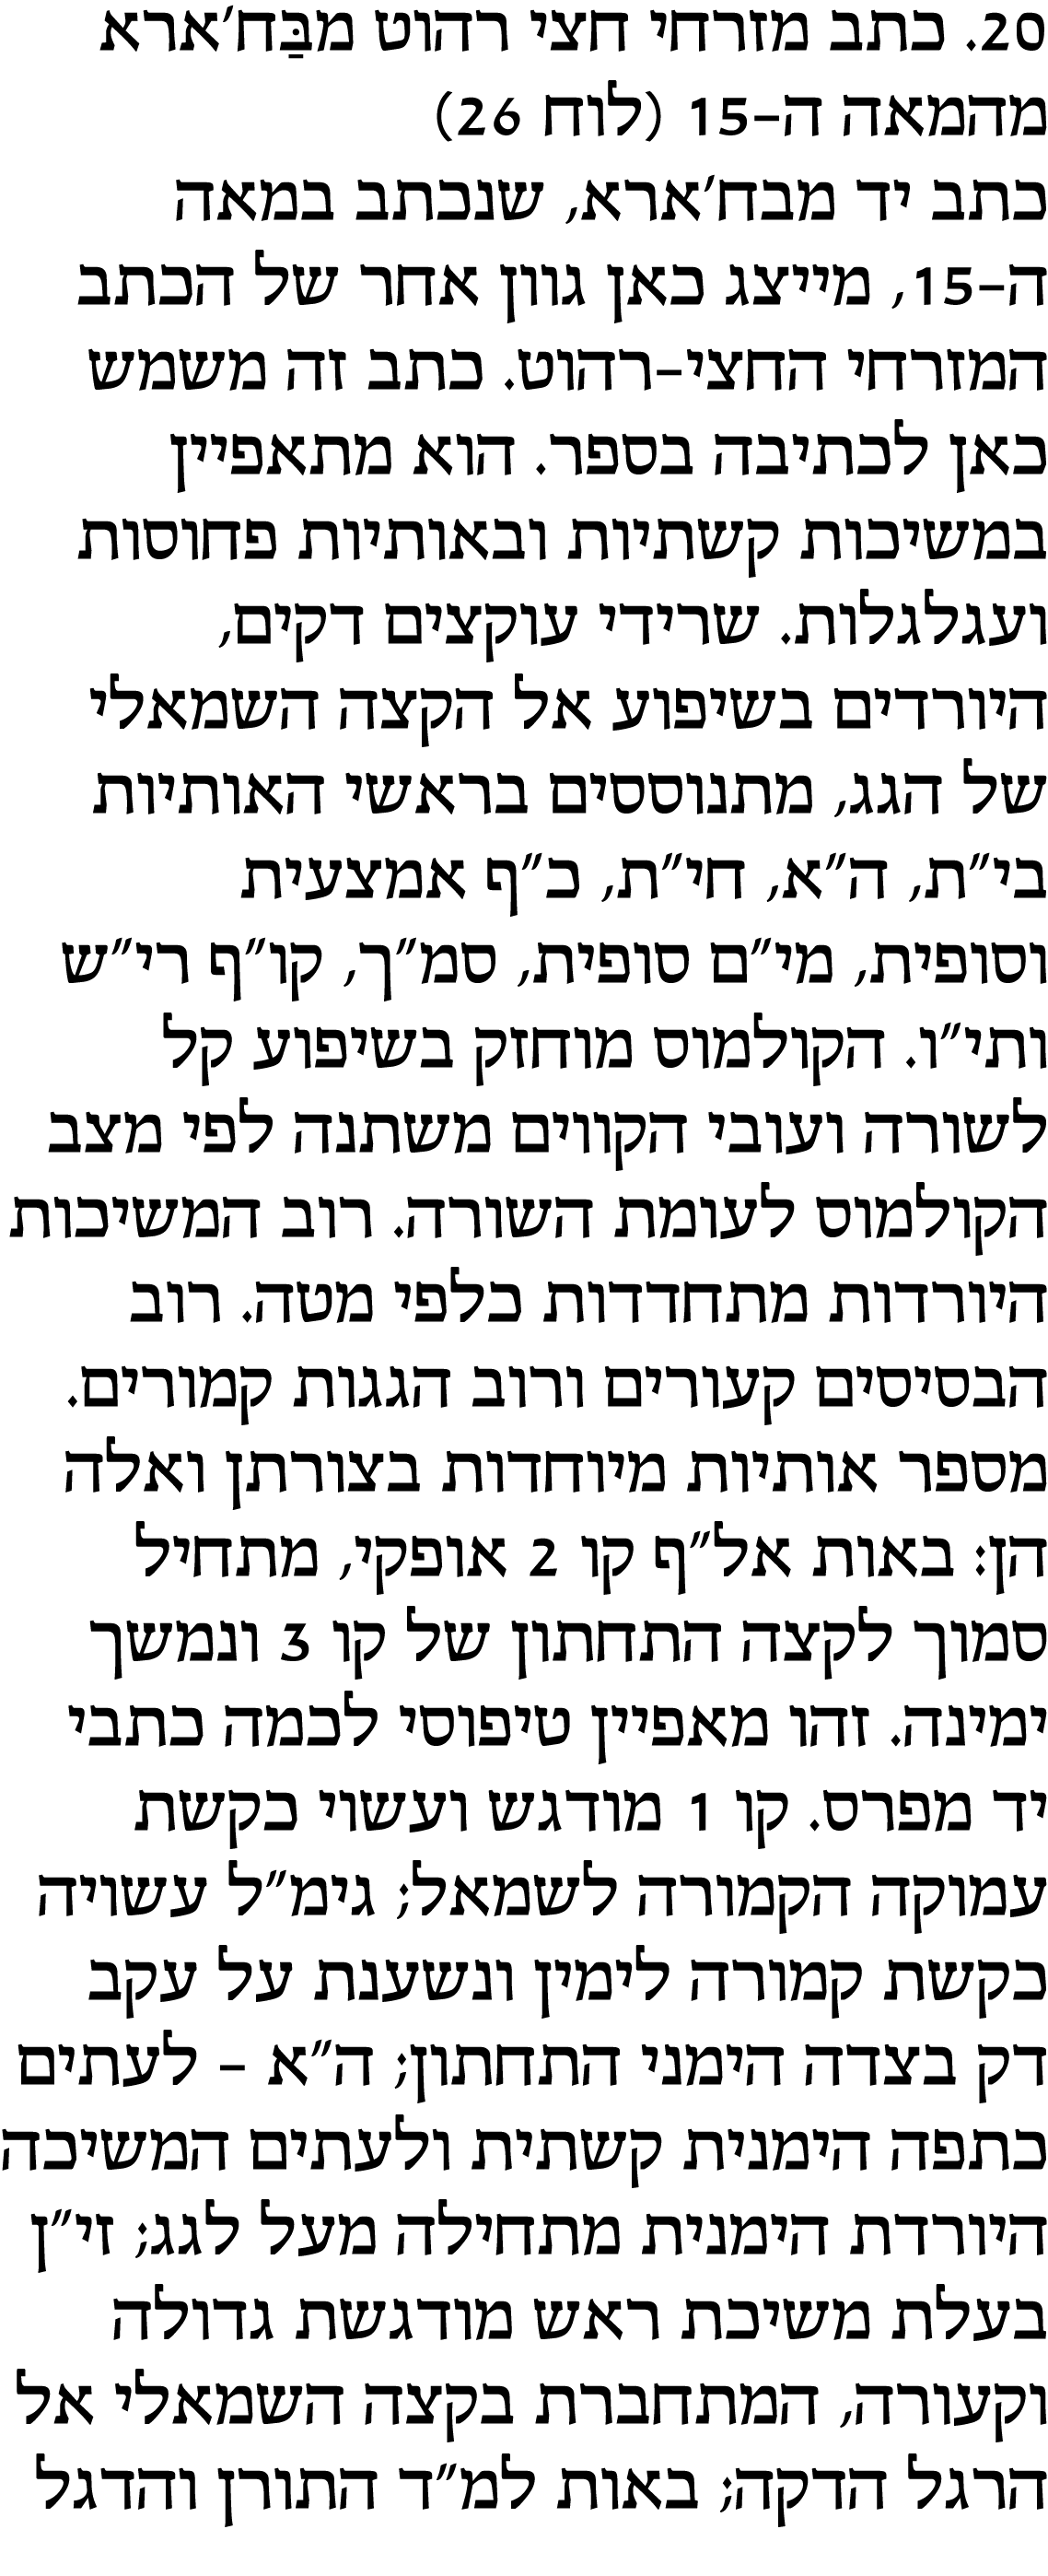 20. כתב מזרחי חצי רהוט מבַּח'ארא
מהמאה ה-15 (לוח 26)
כתב יד מבח'ארא, שנכתב במאה
ה-15, מייצג כאן גוון אחר של הכתב
המזרחי החצי-רהוט. כתב זה משמש
כאן לכתיבה בספר. הוא מתאפיין
במשיכות קשתיות ובאותיות פחוסות
ועגלגלות. שרידי עוקצים דקים,
היורדים בשיפוע אל הקצה השמאלי
של הגג, מתנוססים בראשי האותיות
בי"ת, ה"א, חי"ת, כ"ף אמצעית
וסופית, מי"ם סופית, סמ"ך, קו"ף רי"ש
ותי"ו. הקולמוס מוחזק בשיפוע קל
לשורה ועובי הקווים משתנה לפי מצב
הקולמוס לעומת השורה. רוב המשיכות
היורדות מתחדדות כלפי מטה. רוב
הבסיסים קעורים ורוב הגגות קמורים.
מספר אותיות מיוחדות בצורתן ואלה
הן: באות אל"ף קו 2 אופקי, מתחיל
סמוך לקצה התחתון של קו 3 ונמשך
ימינה. זהו מאפיין טיפוסי לכמה כתבי
יד מפרס. קו 1 מודגש ועשוי בקשת
עמוקה הקמורה לשמאל; גימ"ל עשויה
בקשת קמורה לימין ונשענת על עקב
דק בצדה הימני התחתון; ה"א – לעתים
כתפה הימנית קשתית ולעתים המשיכה
היורדת הימנית מתחילה מעל לגג; זי"ן
בעלת משיכת ראש מודגשת גדולה
וקעורה, המתחברת בקצה השמאלי אל
הרגל הדקה; באות למ"ד התורן והדגל